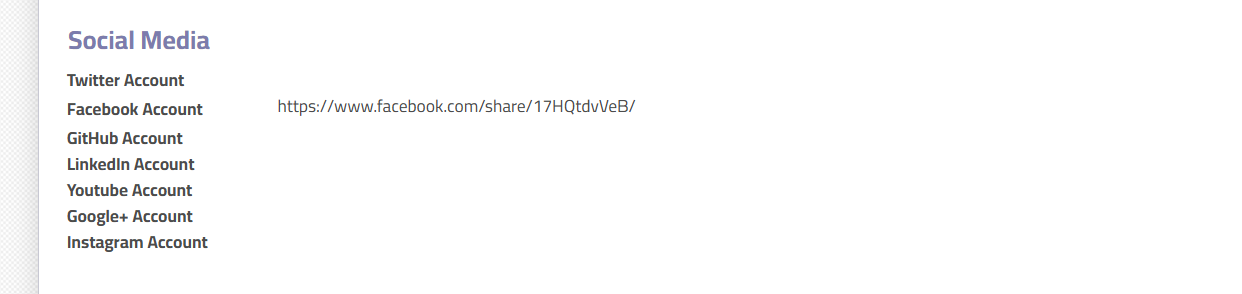 Social Media
Twitter Account
Facebook Account https://www.facebook.com/share/17HQtdvVeB/
GitHub Account
LinkedIn Account
Youtube Account
Google+ Account
Instagram Account